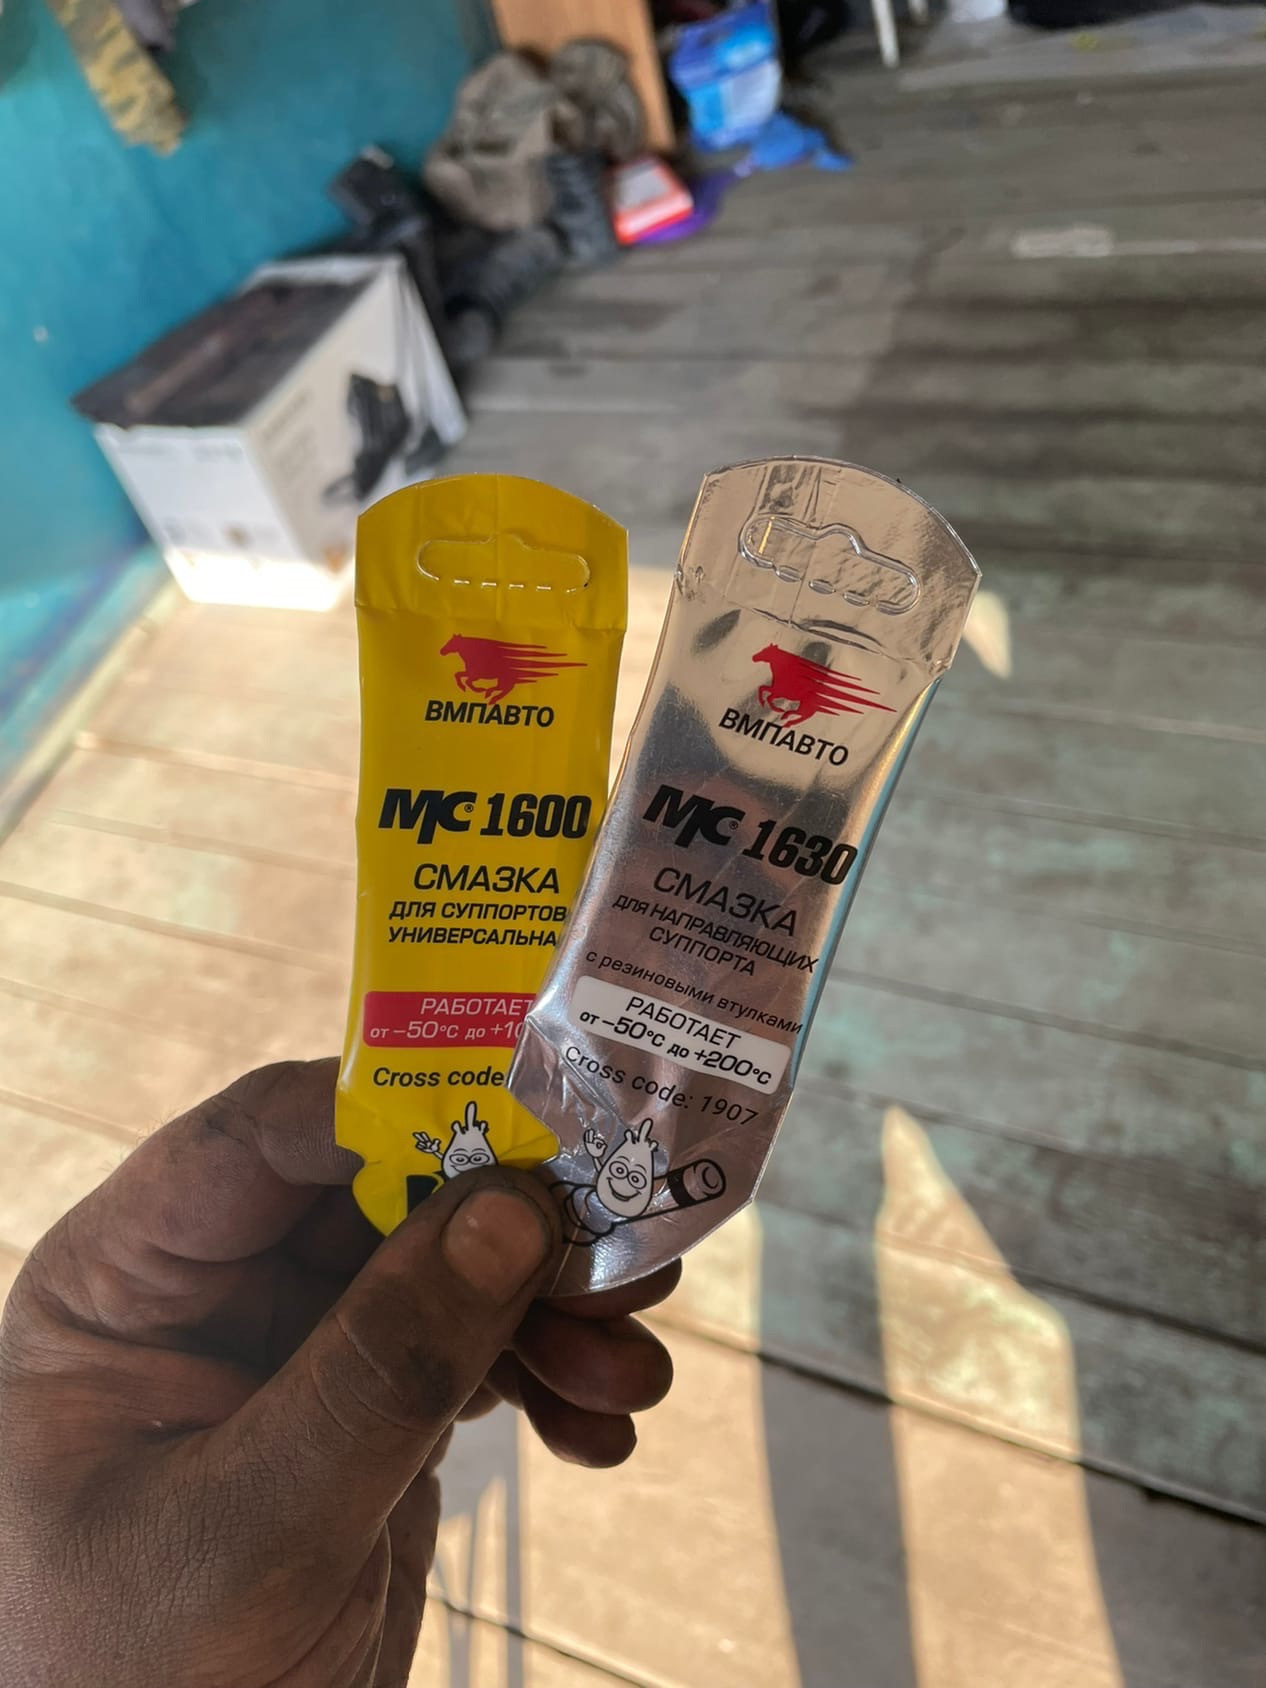 ВМПАВТО
МС® 1600
СМАЗКА
ДЛЯ СУППОРТОВ
УНИВЕРСАЛЬНА
РАБОТАЕТ
от –50°C до +10
Cross code
ВМПАВТО
МС® 1630
СМАЗКА
ДЛЯ НАПРАВЛЯЮЩИХ
СУППОРТА
с резиновыми втулками
РАБОТАЕТ
от –50°C до +200°C
Cross code: 1907